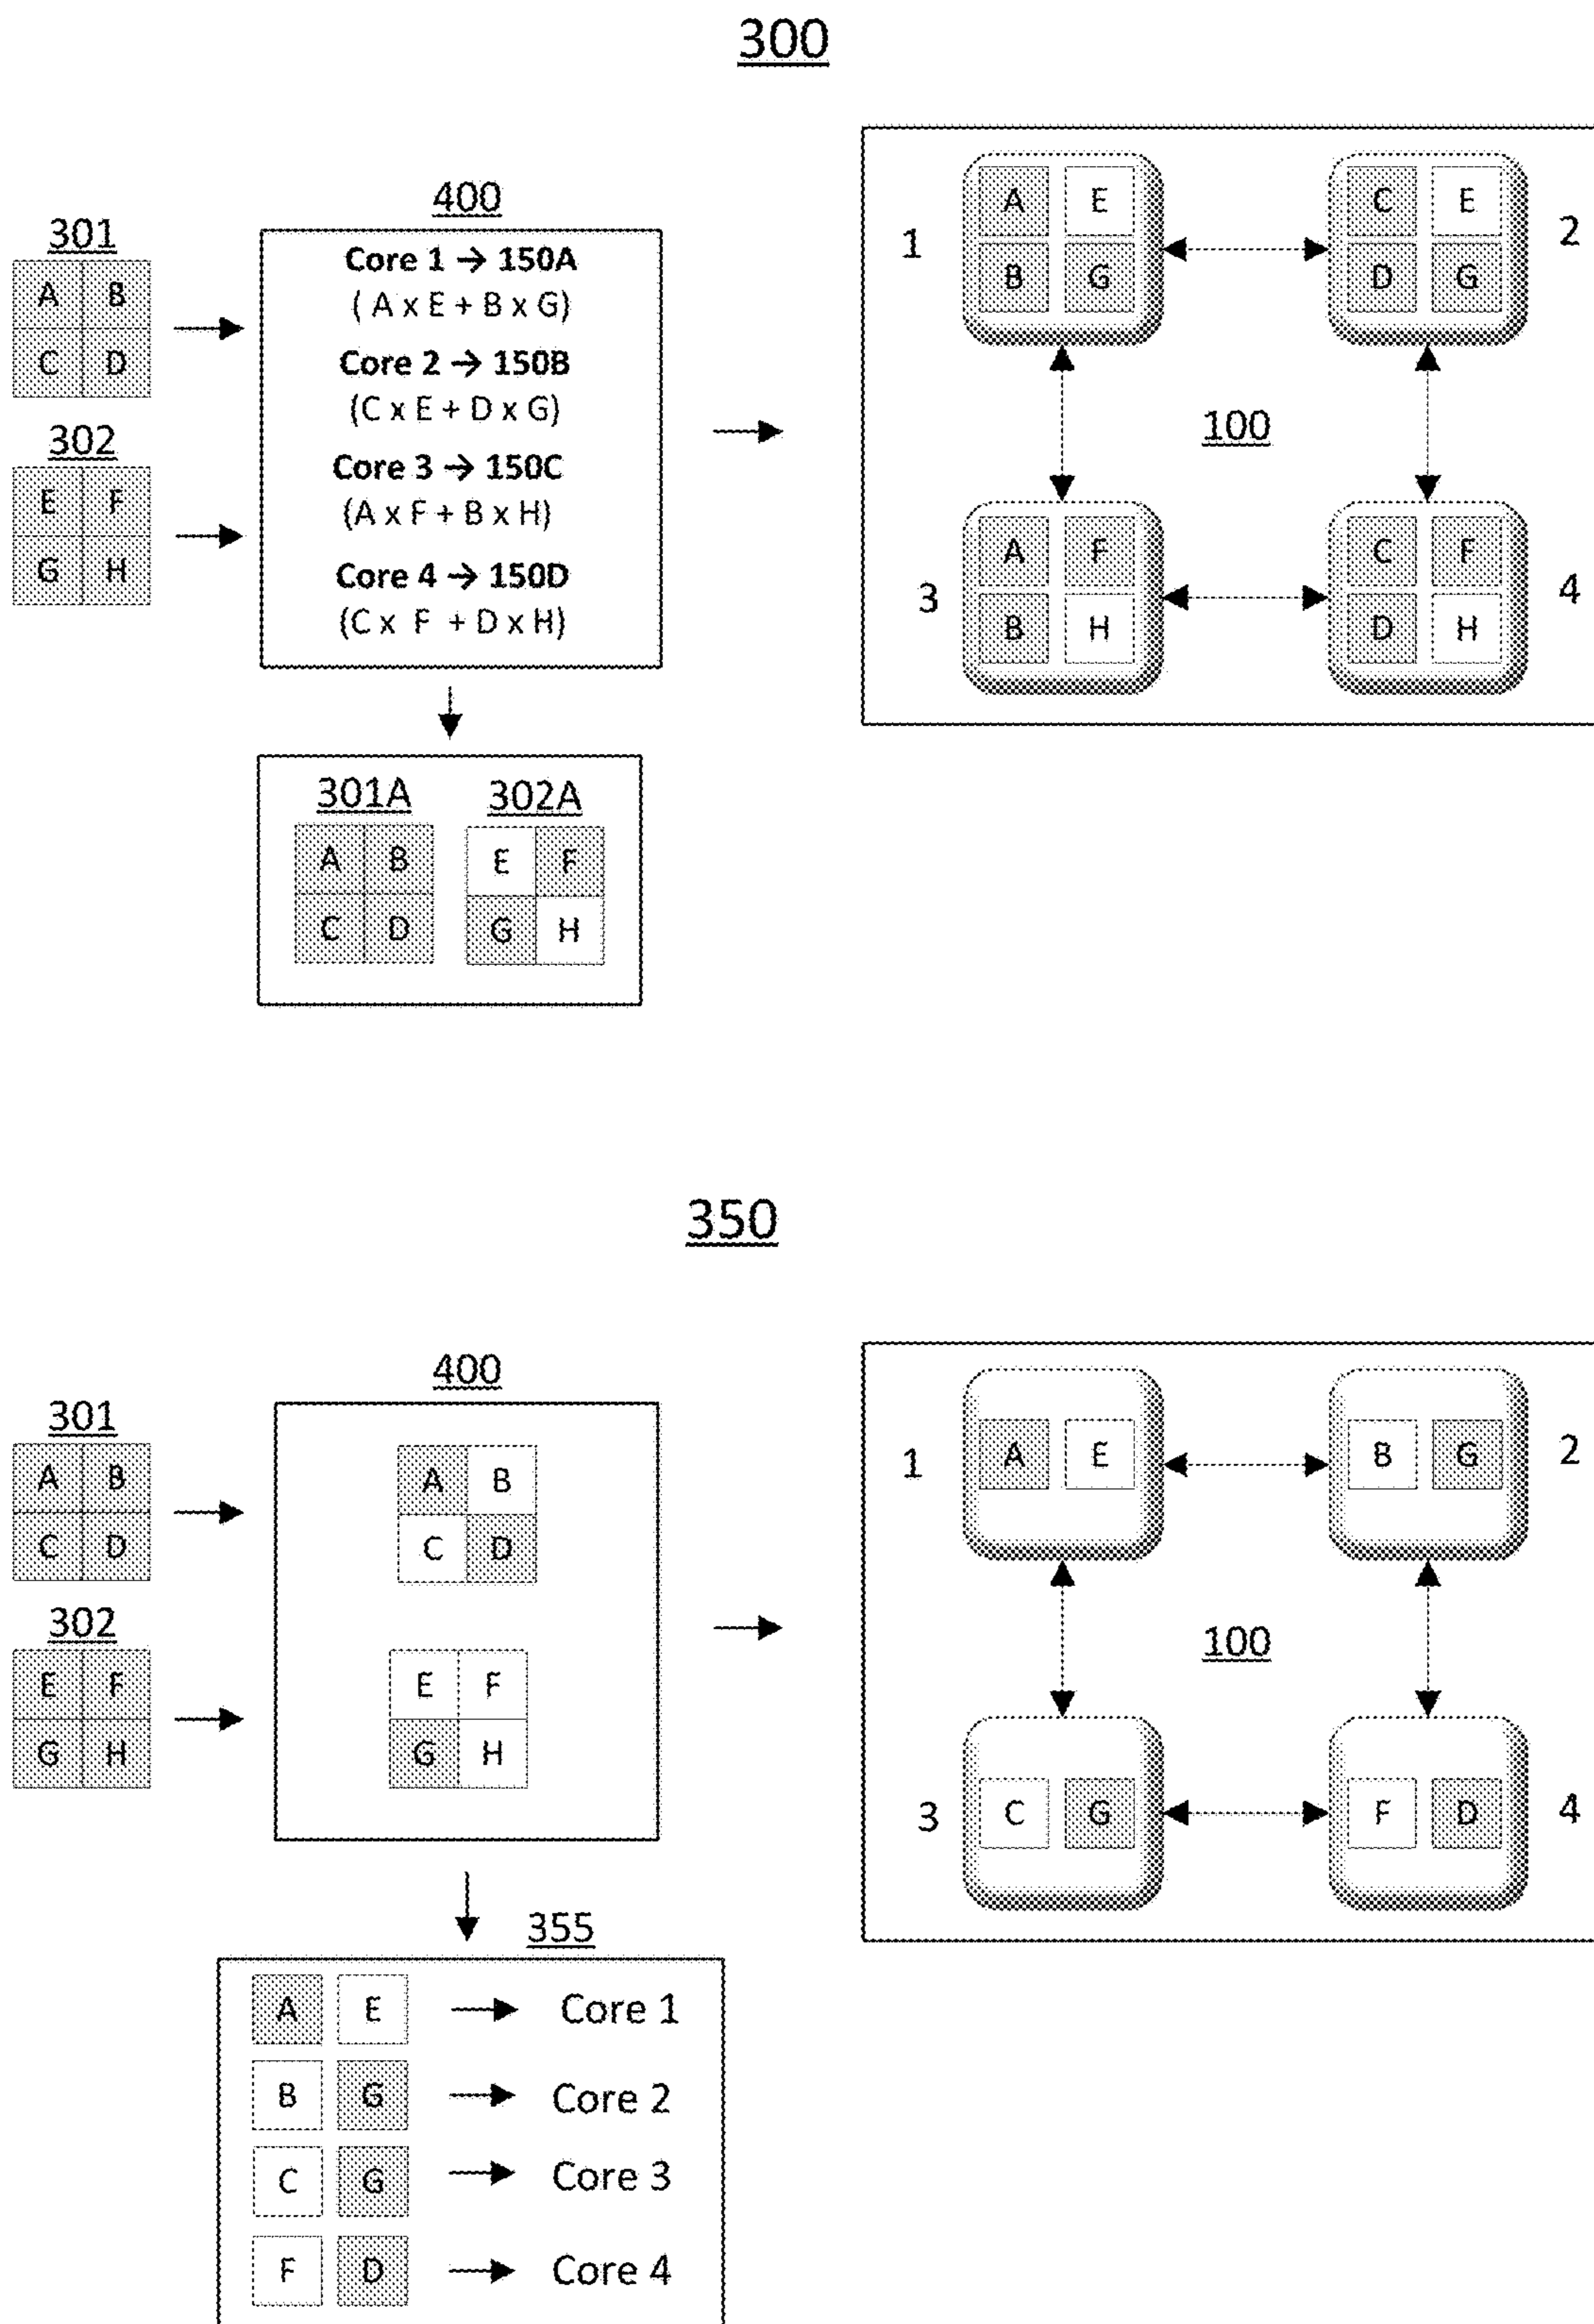 300
301
A B
C D
302
E F
G H
400
Core 1 → 150A
( A x E + B x G)
Core 2 → 150B
(C x E + D x G)
Core 3 → 150C
(A x F + B x H)
Core 4 → 150D
(C x F + D x H)
301A 302A
A B E F
C D G H
1 A E C E 2
B G D G
100
3 A F C F 4
B H D H
350
301
A B
C D
302
E F
G H
400
A B
C D
E F
G H
355
A E → Core 1
B G → Core 2
C G → Core 3
F D → Core 4
1 A E B G 2
100
3 C G F D 4